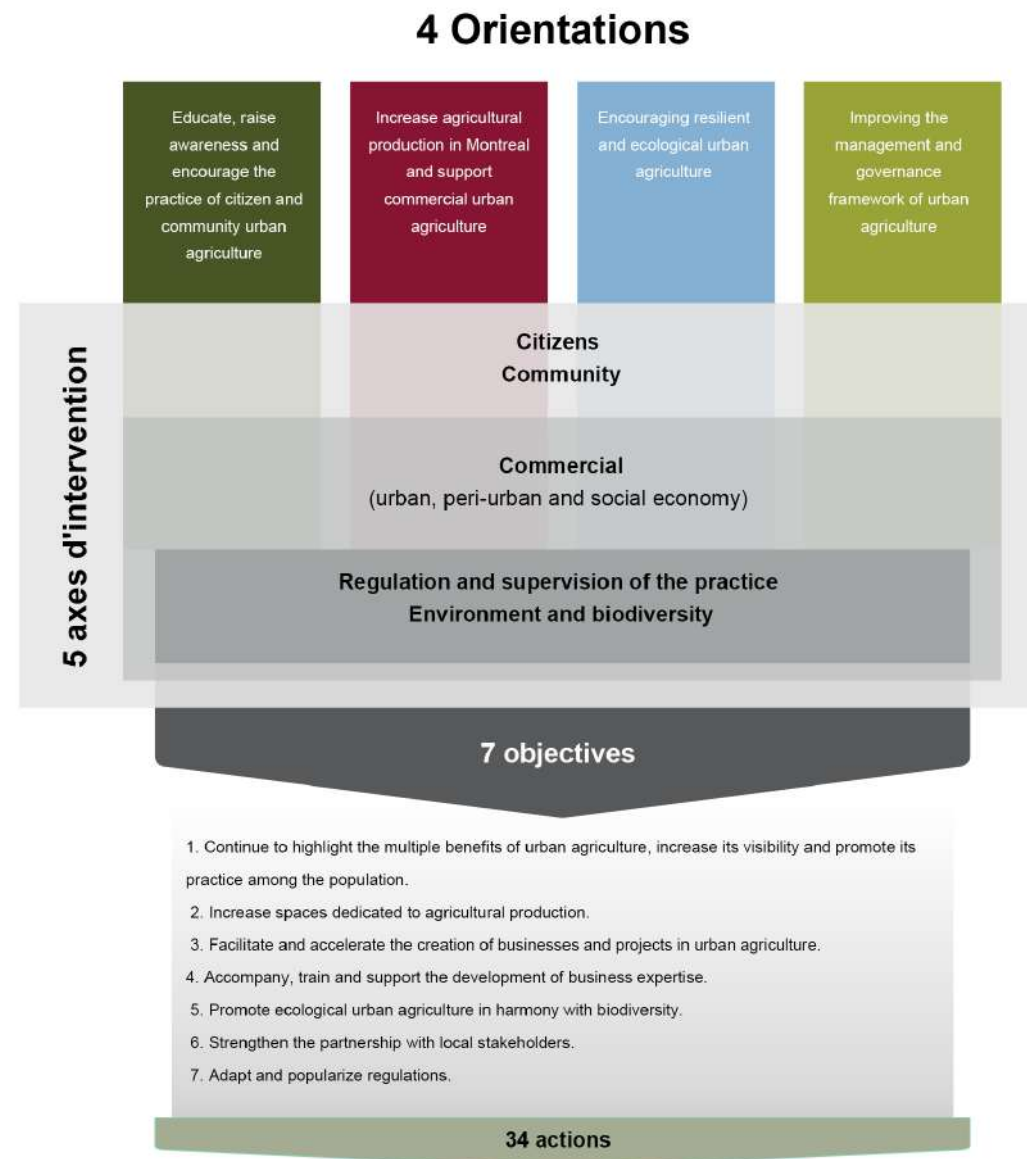 4 Orientations
Educate, raise
awareness and
encourage the
practice of citizen and
community urban
agriculture
Increase agricultural
production in Montreal
and support
commercial urban
agriculture
Encouraging resilient
and ecological urban
agriculture
Improving the
management and
governance
framework of urban
agriculture
5 axes d'intervention
Citizens
Community
Commercial
(urban, peri-urban and social economy)
Regulation and supervision of the practice
Environment and biodiversity
7 objectives
1. Continue to highlight the multiple benefits of urban agriculture, increase its visibility and promote its
practice among the population.
2. Increase spaces dedicated to agricultural production.
3. Facilitate and accelerate the creation of businesses and projects in urban agriculture.
4. Accompany, train and support the development of business expertise.
5. Promote ecological urban agriculture in harmony with biodiversity.
6. Strengthen the partnership with local stakeholders.
7. Adapt and popularize regulations.
34 actions